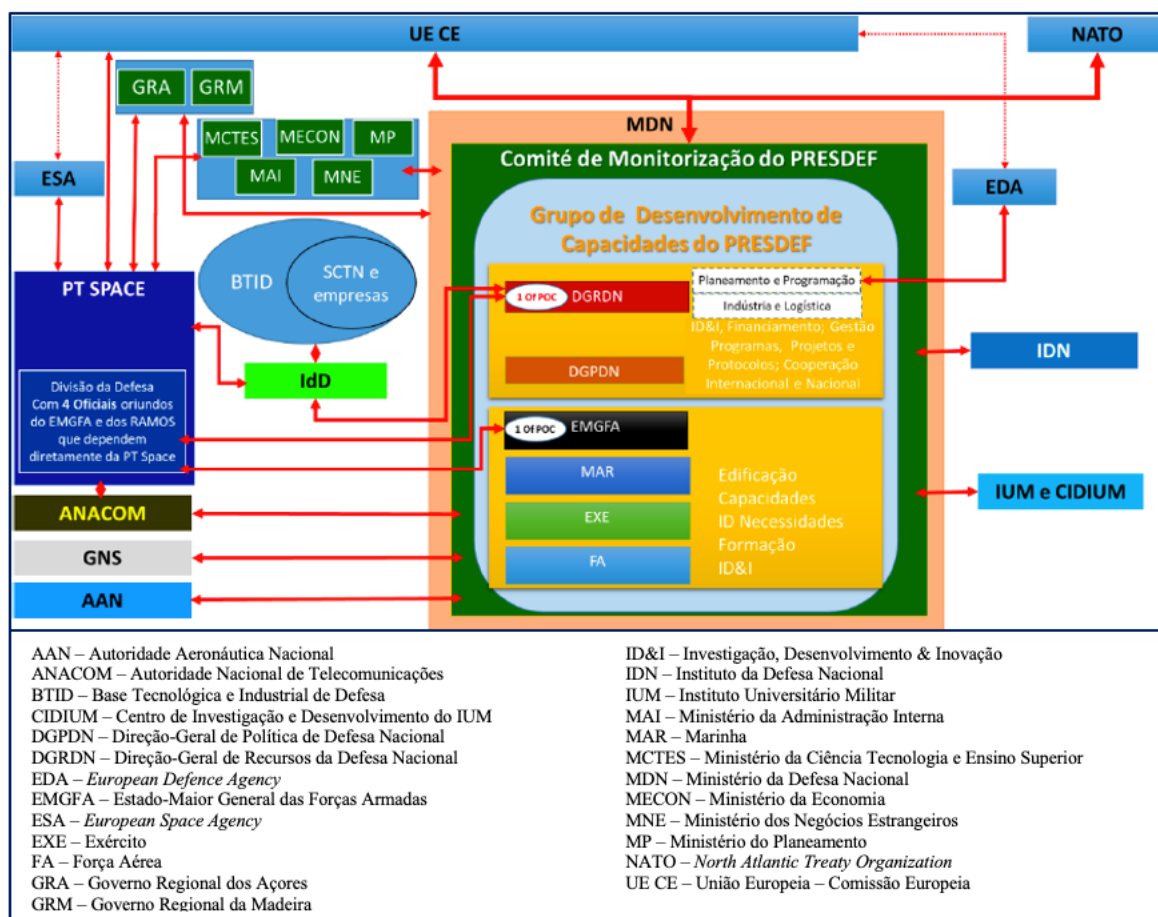 UE CE
NATO
GRA
GRM
MDN
MCTES
MECON
MP
MAI
MNE
Comité de Monitorização do PRESDEF
ESA
EDA
Grupo de Desenvolvimento de
Capacidades do PRESDEF
BTID
SCTN e
empresas
PT SPACE
1 Of POC
DGRDN
Planeamento e Programação
Indústria e Logística
ID&I, Financiamento; Gestão
Programas, Projetos e
Protocolos; Cooperação
Internacional e Nacional
DGPDN
IDN
IdD
Divisão da Defesa
Com 4 Oficiais oriundos
do EMGFA e dos RAMOS
que dependem
diretamente da PT Space
1 Of POC
EMGFA
MAR
EXE
FA
Edificação
Capacidades
ID Necessidades
Formação
ID&I
IUM e CIDIUM
ANACOM
GNS
AAN
AAN – Autoridade Aeronáutica Nacional
ANACOM – Autoridade Nacional de Telecomunicações
BTID – Base Tecnológica e Industrial de Defesa
CIDIUM – Centro de Investigação e Desenvolvimento do IUM
DGPDN – Direção-Geral de Política de Defesa Nacional
DGRDN – Direção-Geral de Recursos da Defesa Nacional
EDA – European Defence Agency
EMGFA – Estado-Maior General das Forças Armadas
ESA – European Space Agency
EXE – Exército
FA – Força Aérea
GRA – Governo Regional dos Açores
GRM – Governo Regional da Madeira
ID&I – Investigação, Desenvolvimento & Inovação
IDN – Instituto da Defesa Nacional
IUM – Instituto Universitário Militar
MAI – Ministério da Administração Interna
MAR – Marinha
MCTES – Ministério da Ciência Tecnologia e Ensino Superior
MDN – Ministério da Defesa Nacional
MECON – Ministério da Economia
MNE – Ministério dos Negócios Estrangeiros
MP – Ministério do Planeamento
NATO – North Atlantic Treaty Organization
UE CE – União Europeia – Comissão Europeia